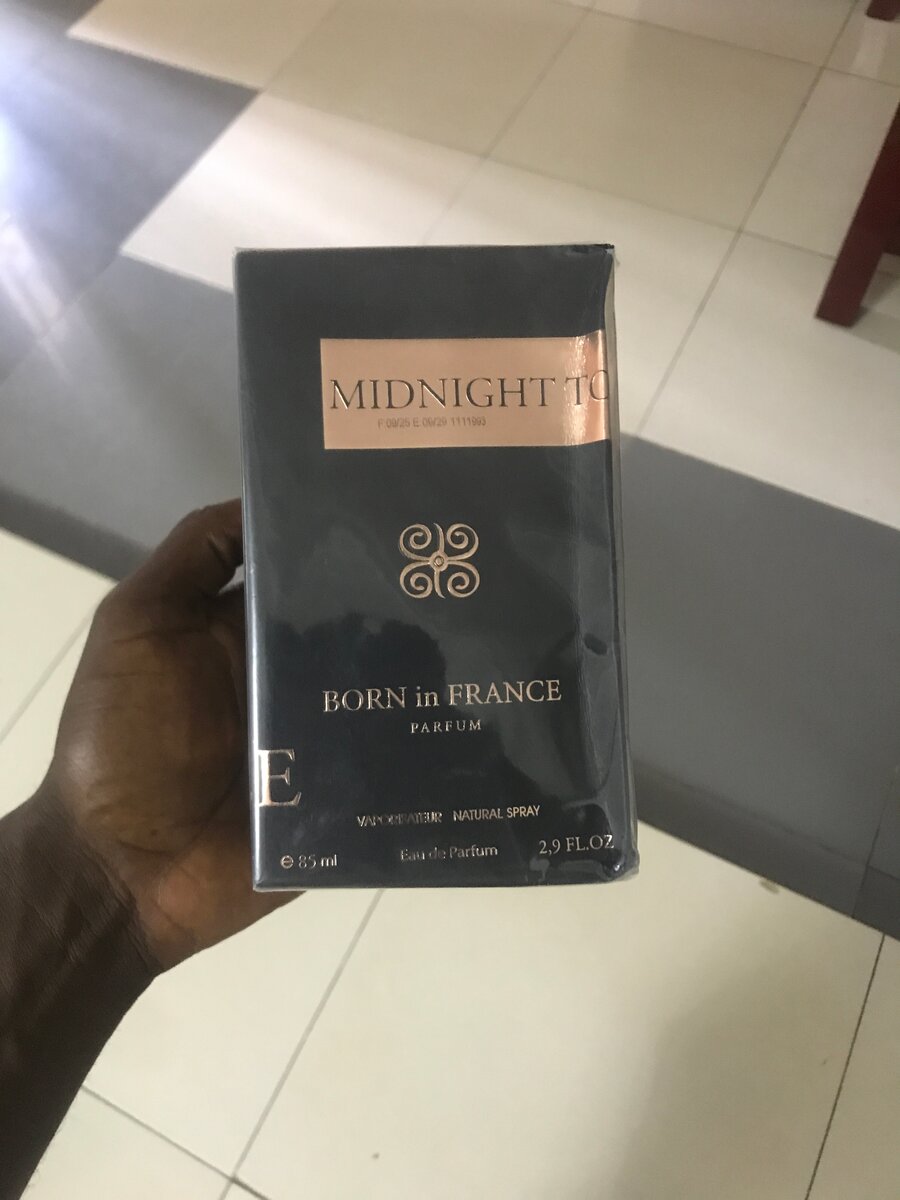 MIDNIGHT TO
F:09/25 E:09/29 1111993
BORN in FRANCE
PARFUM
E
VAPORISATEUR NATURAL SPRAY
e 85 ml Eau de Parfum 2,9 FL.OZ